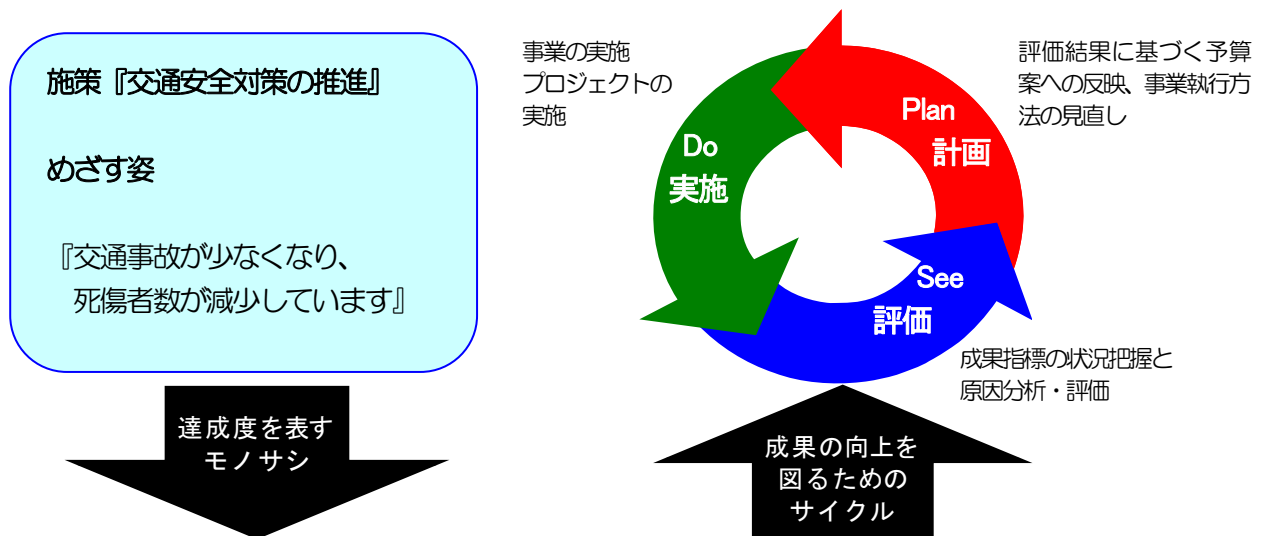 施策『交通安全対策の推進』
めざす姿
『交通事故が少なくなり、
死傷者数が減少しています』
達成度を表す
モノサシ
事業の実施
プロジェクトの
実施
Do
実施
Plan
計画
評価結果に基づく予算
案への反映、事業執行方
法の見直し
See
評価
成果指標の状況把握と
原因分析・評価
成果の向上を
図るための
サイクル